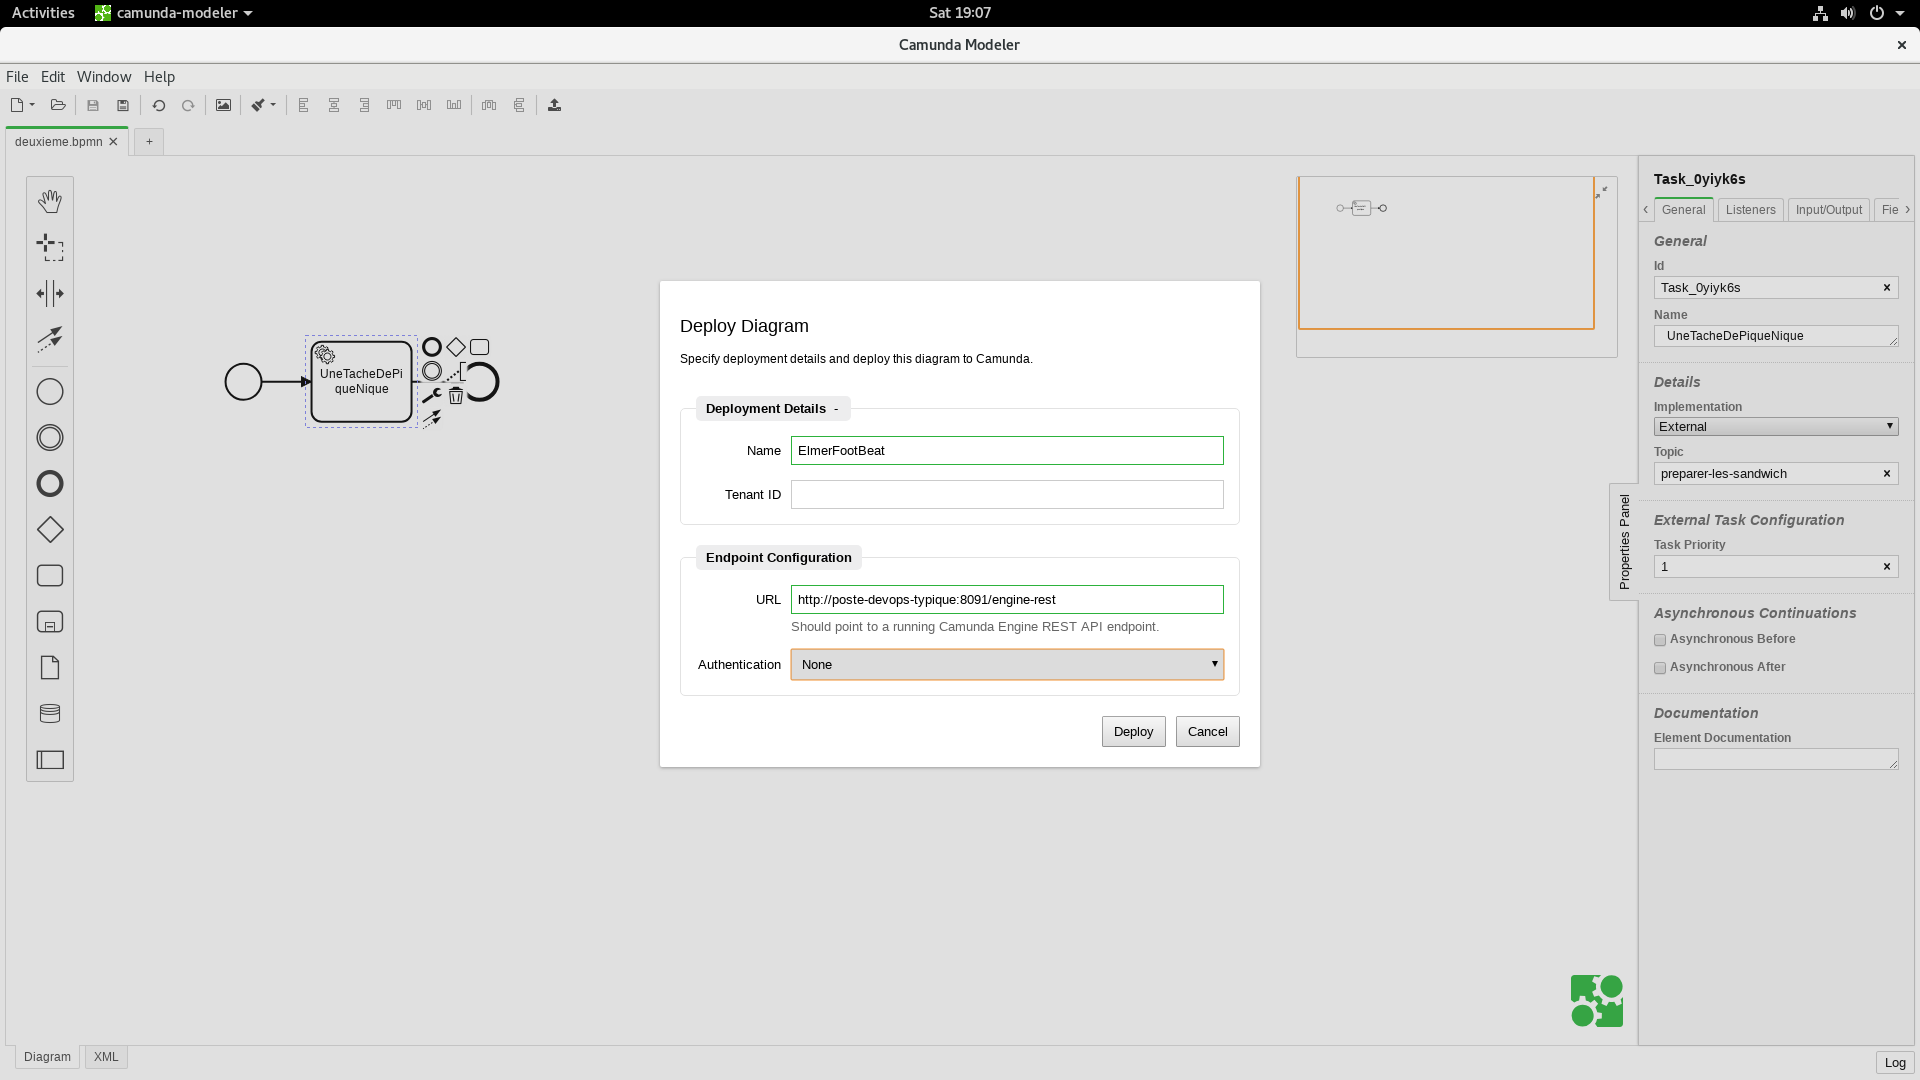 Activities
camunda-modeler
Sat 19:07
Camunda Modeler
File Edit Window Help
deuxieme.bpmn
+
UneTacheDePi
queNique
Deploy Diagram
Specify deployment details and deploy this diagram to Camunda.
Deployment Details -
Name ElmerFootBeat
Tenant ID
Endpoint Configuration
URL http://poste-devops-typique:8091/engine-rest
Should point to a running Camunda Engine REST API endpoint.
Authentication None
Deploy Cancel
Properties Panel
Task_0yiyk6s
General Listeners Input/Output Fie
General
Id
Task_0yiyk6s
Name
UneTacheDePiqueNique
Details
Implementation
External
Topic
preparer-les-sandwich
External Task Configuration
Task Priority
1
Asynchronous Continuations
Asynchronous Before
Asynchronous After
Documentation
Element Documentation
Diagram XML
Log